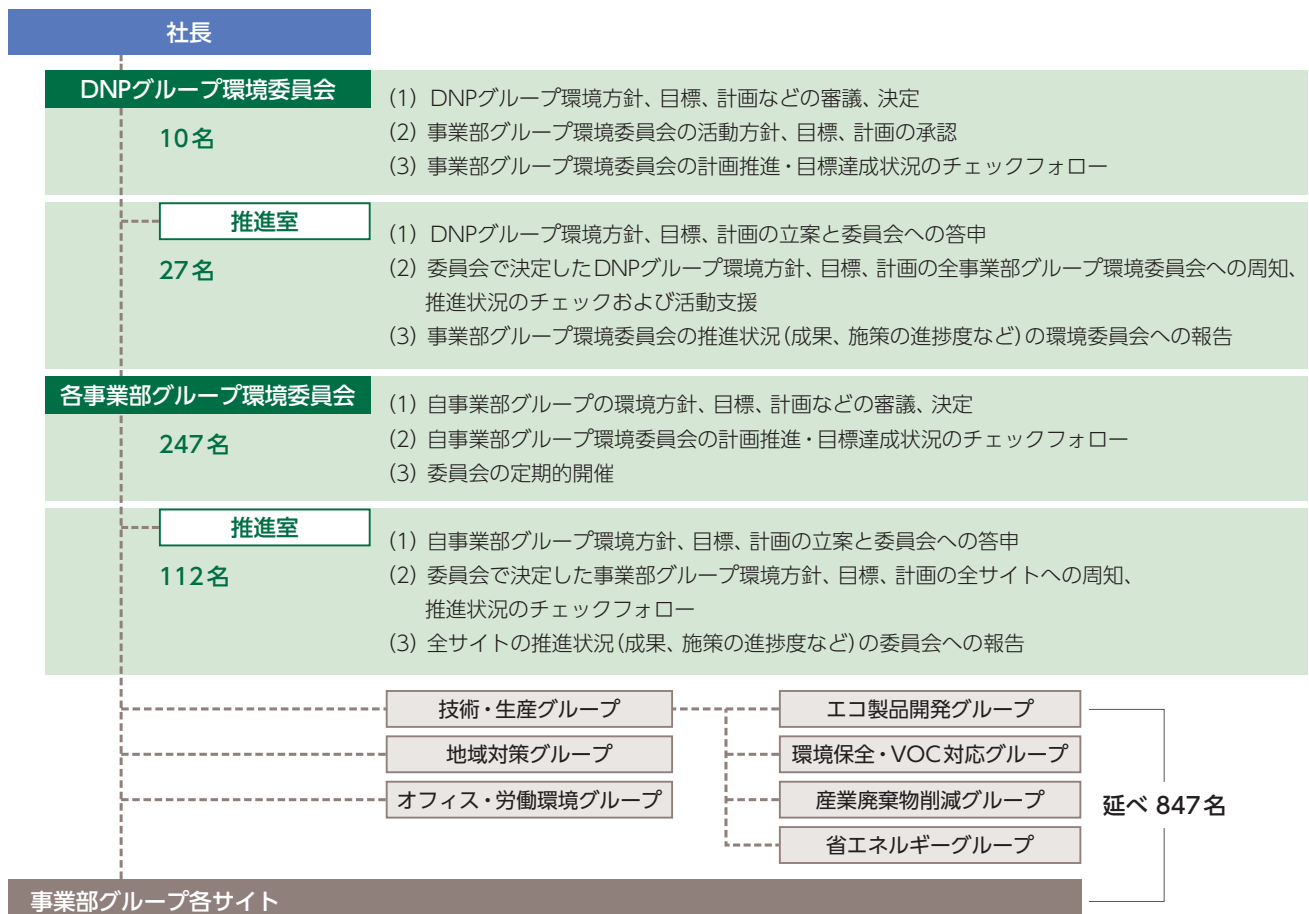 社長
DNPグループ環境委員会
10名
(1) DNPグループ環境方針、目標、計画などの審議、決定
(2) 事業部グループ環境委員会の活動方針、目標、計画の承認
(3) 事業部グループ環境委員会の計画推進・目標達成状況のチェックフォロー
推進室
27名
(1) DNPグループ環境方針、目標、計画の立案と委員会への答申
(2) 委員会で決定したDNPグループ環境方針、目標、計画の全事業部グループ環境委員会への周知、
推進状況のチェックおよび活動支援
(3) 事業部グループ環境委員会の推進状況(成果、施策の進捗度など)の環境委員会への報告
各事業部グループ環境委員会
247名
(1) 自事業部グループの環境方針、目標、計画などの審議、決定
(2) 自事業部グループ環境委員会の計画推進・目標達成状況のチェックフォロー
(3) 委員会の定期的開催
推進室
112名
(1) 自事業部グループ環境方針、目標、計画の立案と委員会への答申
(2) 委員会で決定した事業部グループ環境方針、目標、計画の全サイトへの周知、
推進状況のチェックフォロー
(3) 全サイトの推進状況(成果、施策の進捗度など)の委員会への報告
技術・生産グループ
地域対策グループ
オフィス・労働環境グループ
エコ製品開発グループ
環境保全・VOC対応グループ
産業廃棄物削減グループ
省エネルギーグループ
延べ 847名
事業部グループ各サイト